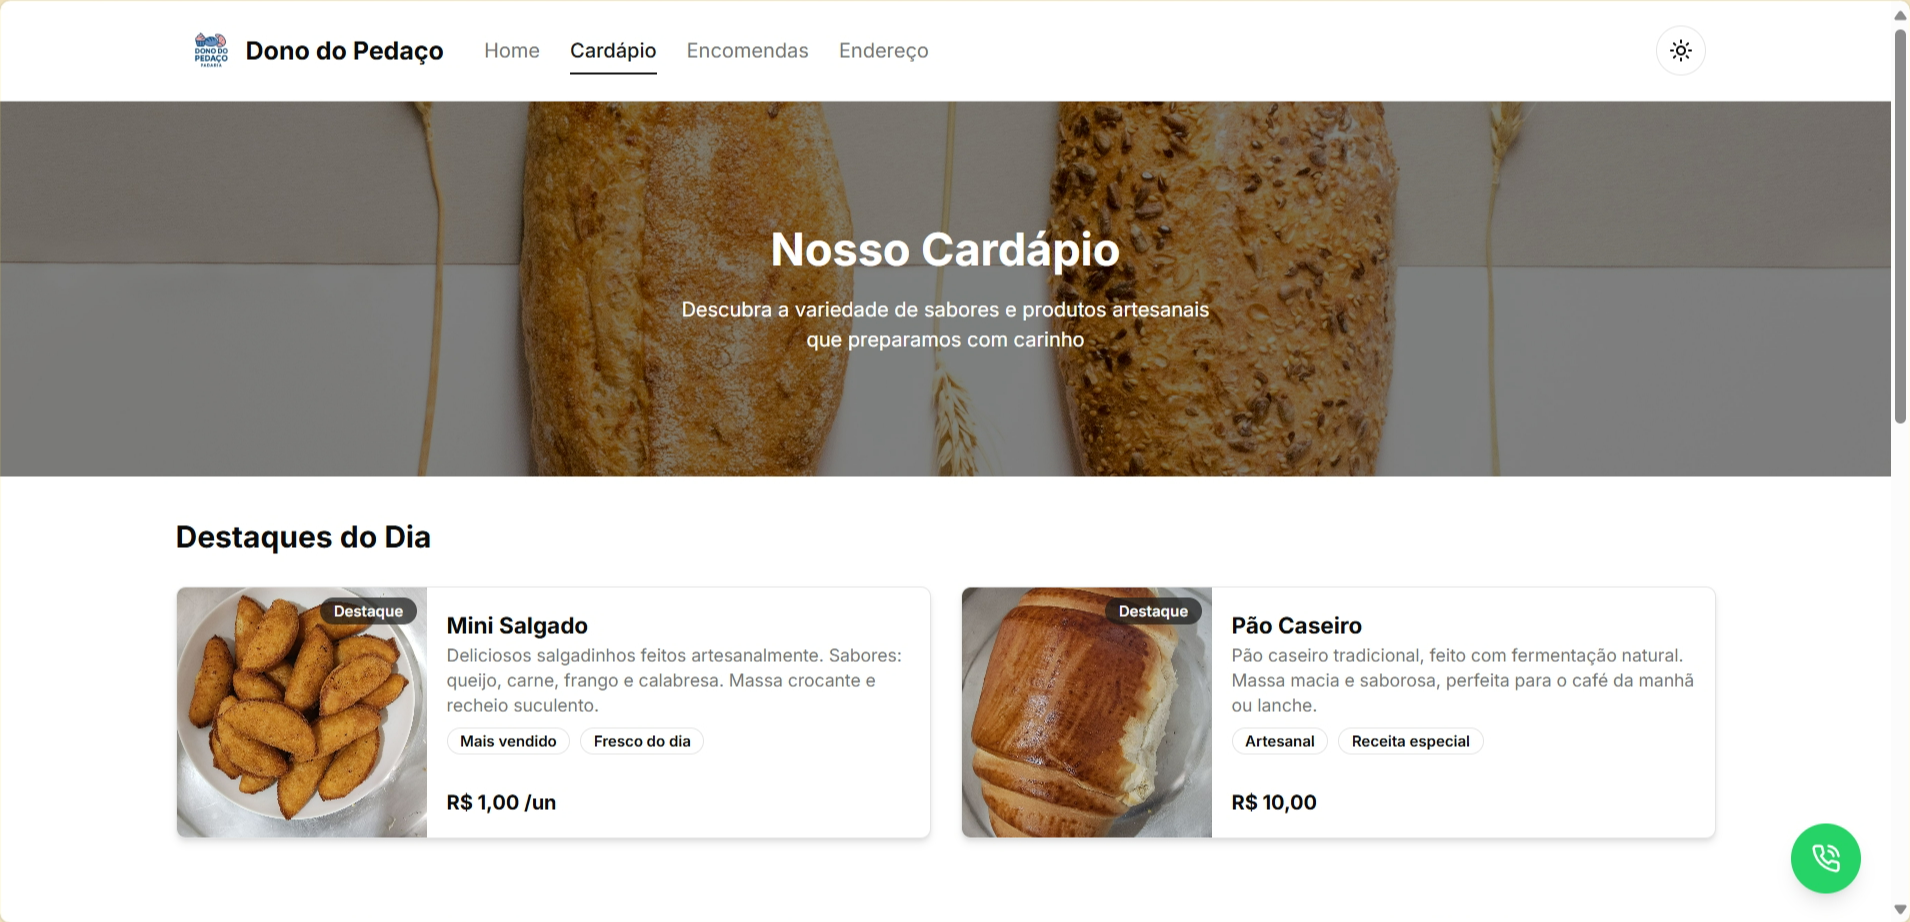 DONO DO
PEDAÇO
PADARIA
Dono do Pedaço
Home
Cardápio
Encomendas
Endereço
Nosso Cardápio
Descubra a variedade de sabores e produtos artesanais
que preparamos com carinho
Destaques do Dia
Destaque
Mini Salgado
Deliciosos salgadinhos feitos artesanalmente. Sabores:
queijo, carne, frango e calabresa. Massa crocante e
recheio suculento.
Mais vendido
Fresco do dia
R$ 1,00 /un
Destaque
Pão Caseiro
Pão caseiro tradicional, feito com fermentação natural.
Massa macia e saborosa, perfeita para o café da manhã
ou lanche.
Artesanal
Receita especial
R$ 10,00